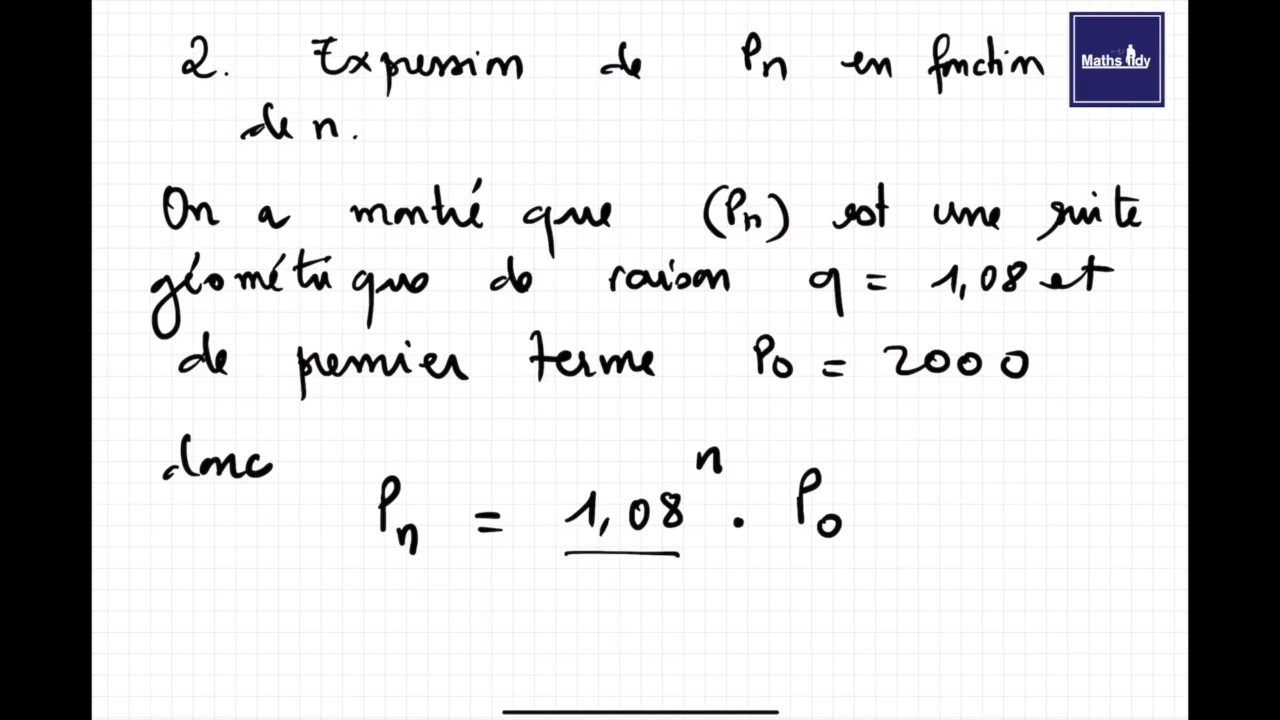 2. Expression de Pn en fonction
de n.
Maths Ady
On a montré que (Pn) est une suite
géométrique de raison q = 1,08 et
de premier terme P0 = 2000
donc
Pn = 1,08^n . P0